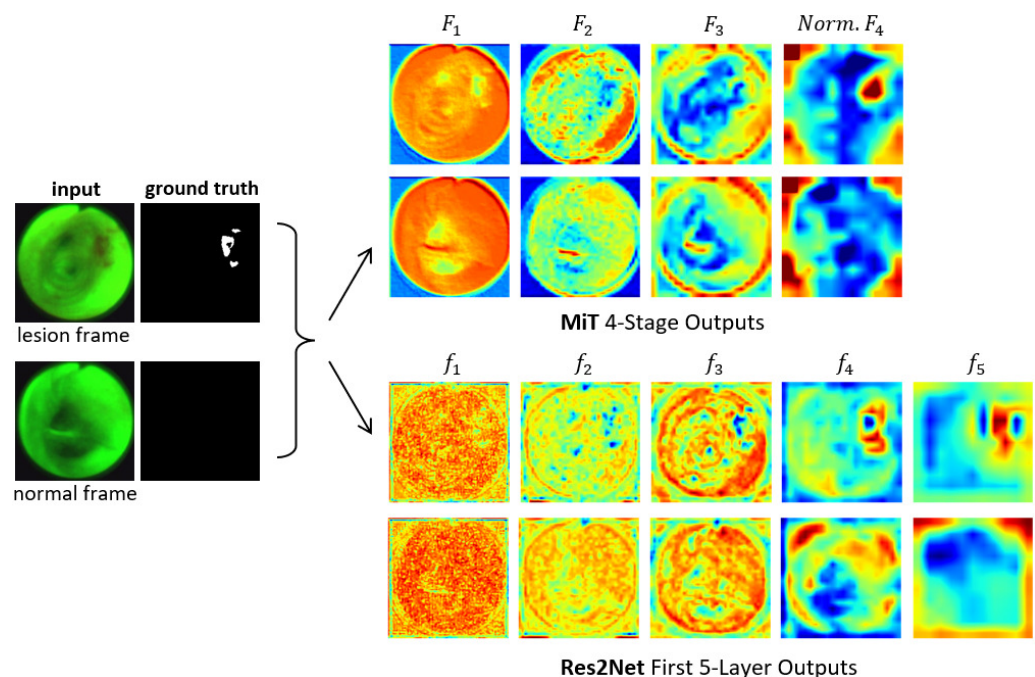 F₁ F₂ F₃ Norm. F₄
input ground truth
lesion frame
normal frame
MiT 4-Stage Outputs
f₁ f₂ f₃ f₄ f₅
Res2Net First 5-Layer Outputs